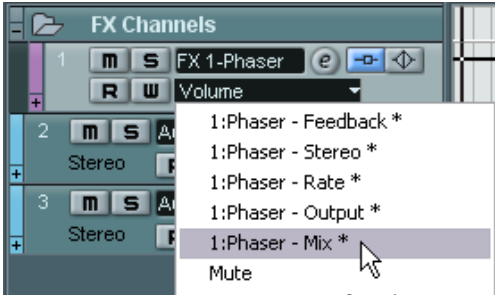 FX Channels
1 m S FX 1-Phaser e
R W Volume
1:Phaser - Feedback *
2 m S
1:Phaser - Stereo *
Stereo
1:Phaser - Rate *
3 m S
1:Phaser - Output *
Stereo
1:Phaser - Mix *
Mute